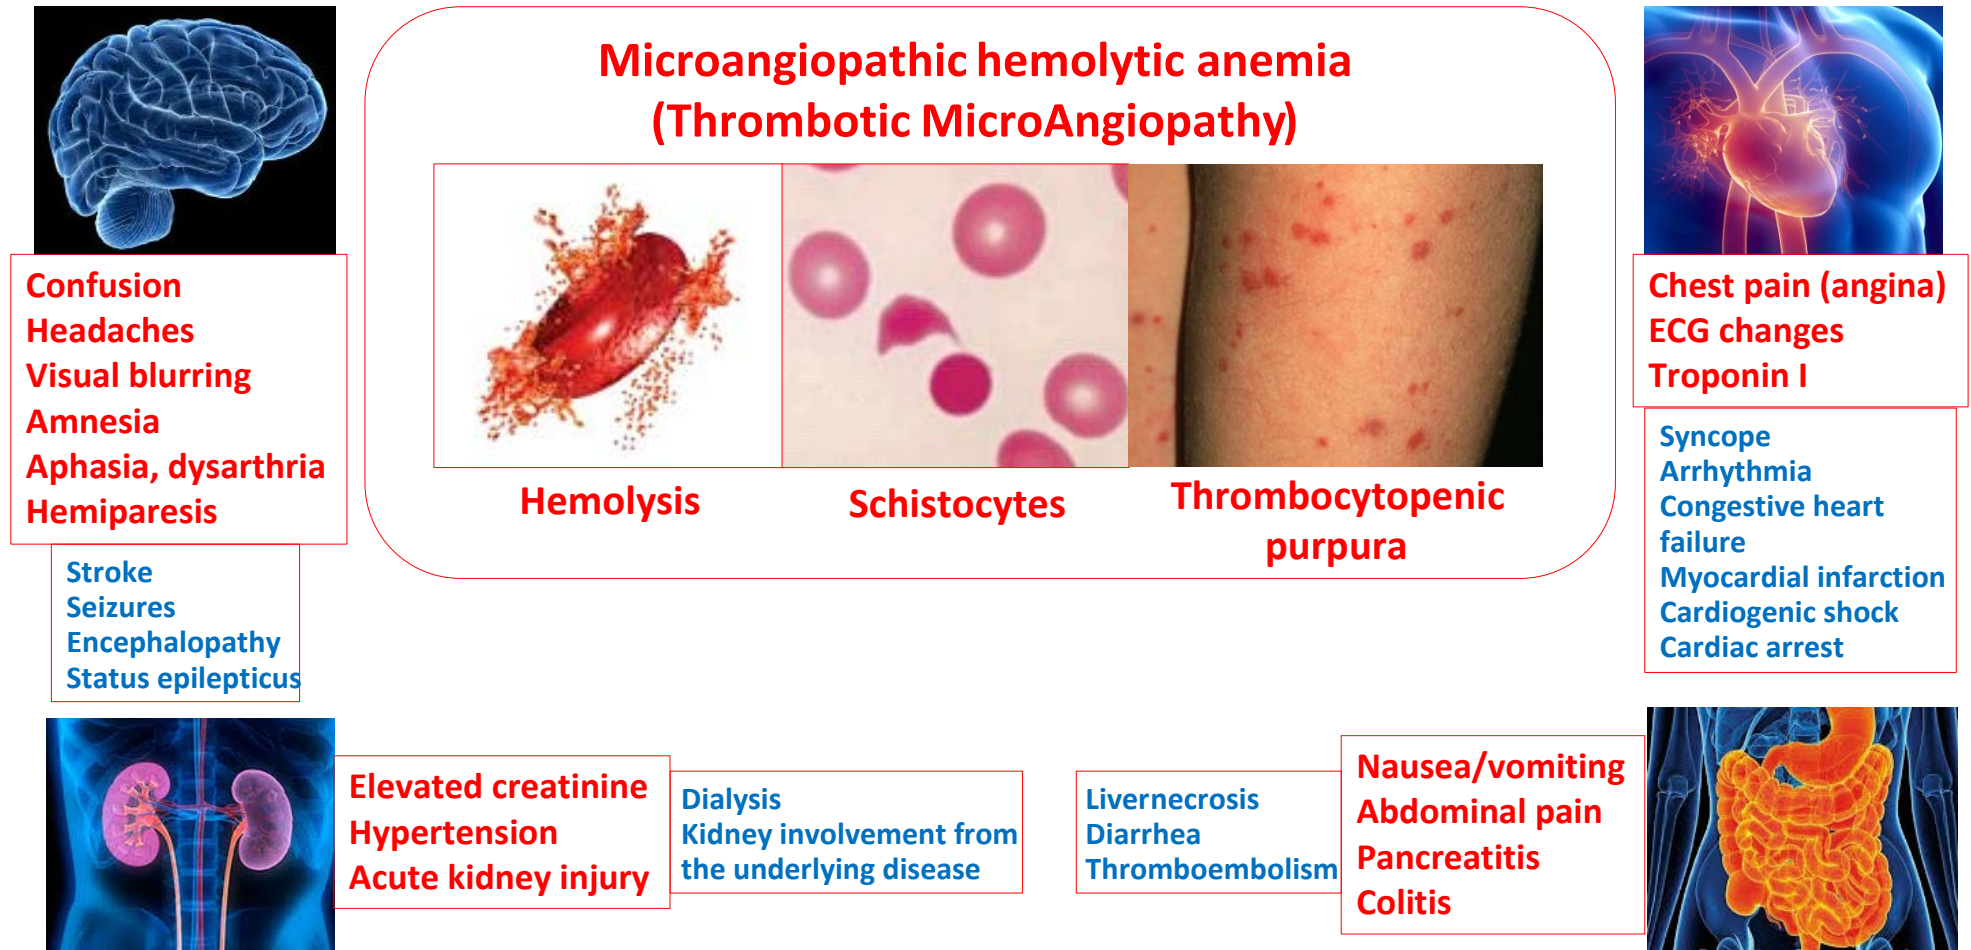 Microangiopathic hemolytic anemia
(Thrombotic MicroAngiopathy)
Hemolysis
Schistocytes
Thrombocytopenic
purpura
Confusion
Headaches
Visual blurring
Amnesia
Aphasia, dysarthria
Hemiparesis
Stroke
Seizures
Encephalopathy
Status epilepticus
Chest pain (angina)
ECG changes
Troponin I
Syncope
Arrhythmia
Congestive heart
failure
Myocardial infarction
Cardiogenic shock
Cardiac arrest
Elevated creatinine
Hypertension
Acute kidney injury
Dialysis
Kidney involvement from
the underlying disease
Livernecrosis
Diarrhea
Thromboembolism
Nausea/vomiting
Abdominal pain
Pancreatitis
Colitis